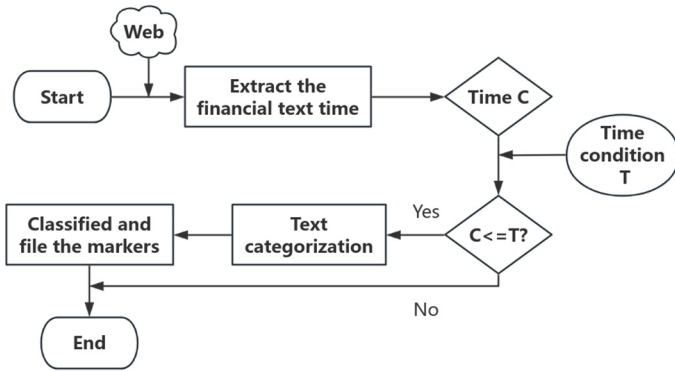 Web
Start
Extract the
financial text time
Time C
Time
condition
T
Classified and
file the markers
Text
categorization
Yes
C<=T?
No
End